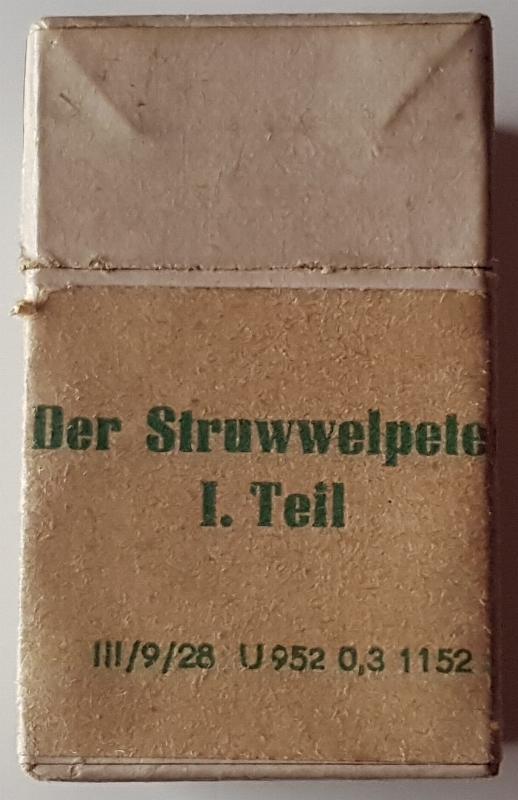 Der Struwwelpete
I. Teil
III/9/28 U 952 0,3 1152